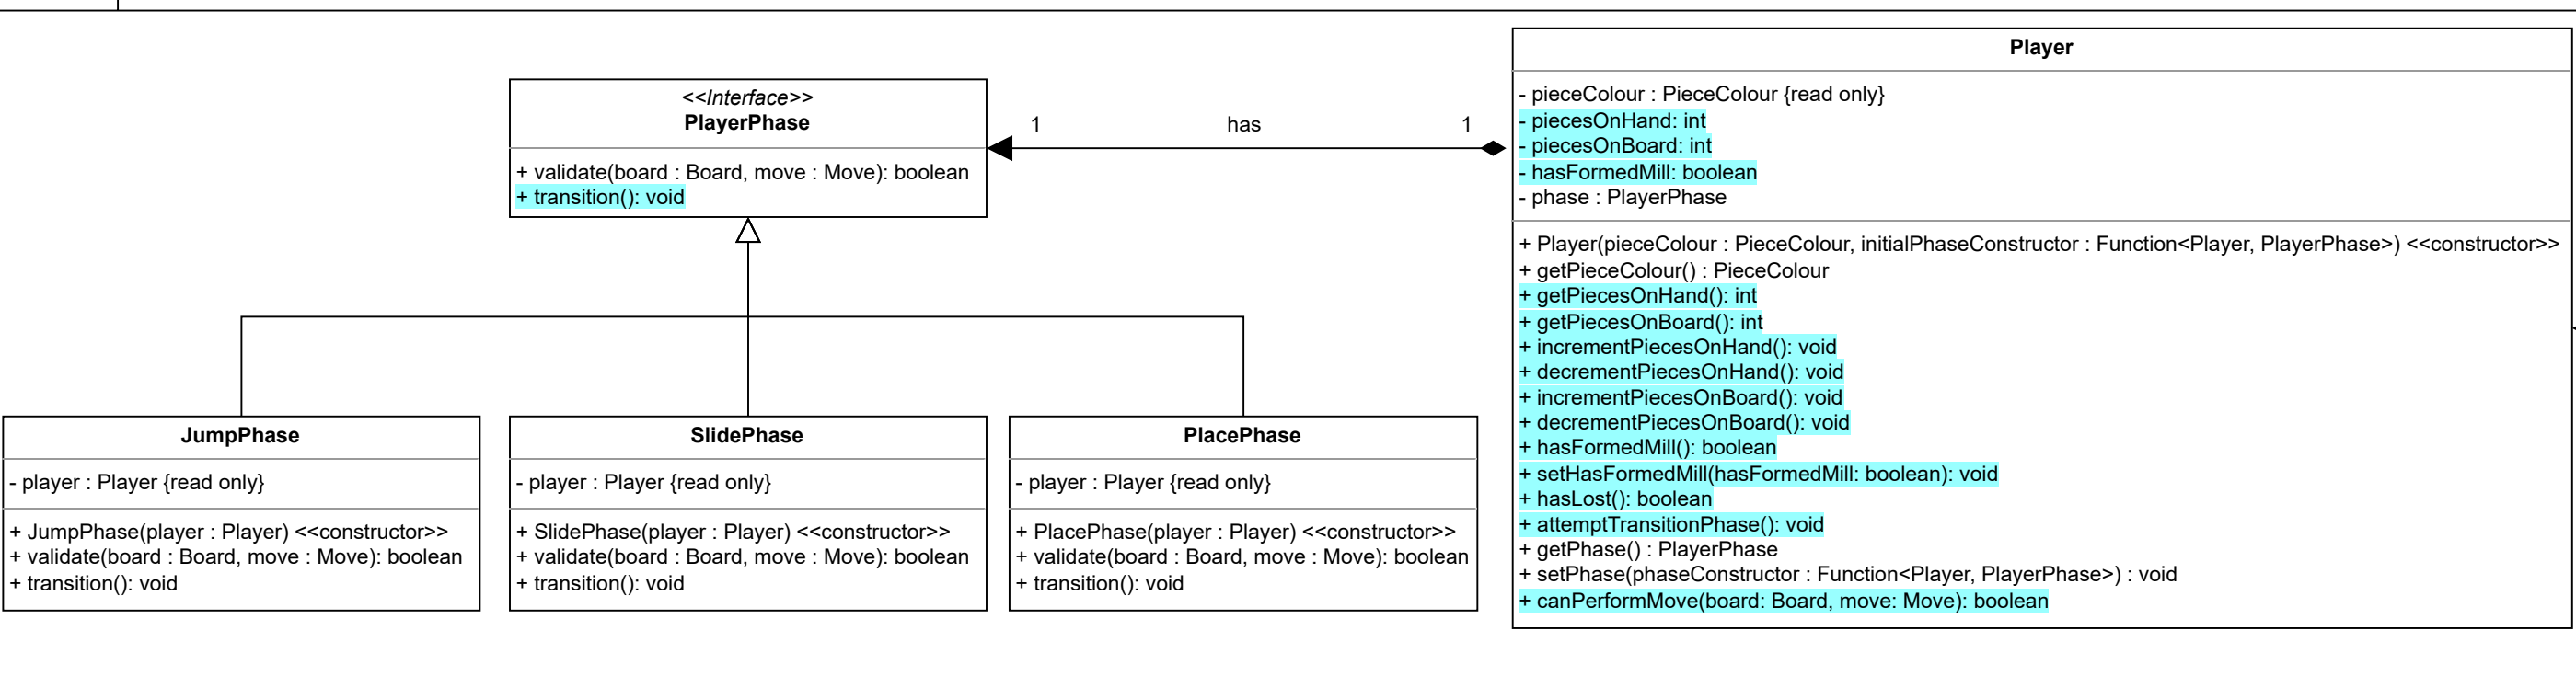 <<Interface>>
PlayerPhase
+ validate(board : Board, move : Move): boolean
+ transition(): void
1
has
1
Player
- pieceColour : PieceColour {read only}
- piecesOnHand: int
- piecesOnBoard: int
- hasFormedMill: boolean
- phase : PlayerPhase
+ Player(pieceColour : PieceColour, initialPhaseConstructor : Function<Player, PlayerPhase>) <<constructor>>
+ getPieceColour() : PieceColour
+ getPiecesOnHand(): int
+ getPiecesOnBoard(): int
+ incrementPiecesOnHand(): void
+ decrementPiecesOnHand(): void
+ incrementPiecesOnBoard(): void
+ decrementPiecesOnBoard(): void
+ hasFormedMill(): boolean
+ setHasFormedMill(hasFormedMill: boolean): void
+ hasLost(): boolean
+ attemptTransitionPhase(): void
+ getPhase() : PlayerPhase
+ setPhase(phaseConstructor : Function<Player, PlayerPhase>) : void
+ canPerformMove(board: Board, move: Move): boolean
JumpPhase
- player : Player {read only}
+ JumpPhase(player : Player) <<constructor>>
+ validate(board : Board, move : Move): boolean
+ transition(): void
SlidePhase
- player : Player {read only}
+ SlidePhase(player : Player) <<constructor>>
+ validate(board : Board, move : Move): boolean
+ transition(): void
PlacePhase
- player : Player {read only}
+ PlacePhase(player : Player) <<constructor>>
+ validate(board : Board, move : Move): boolean
+ transition(): void